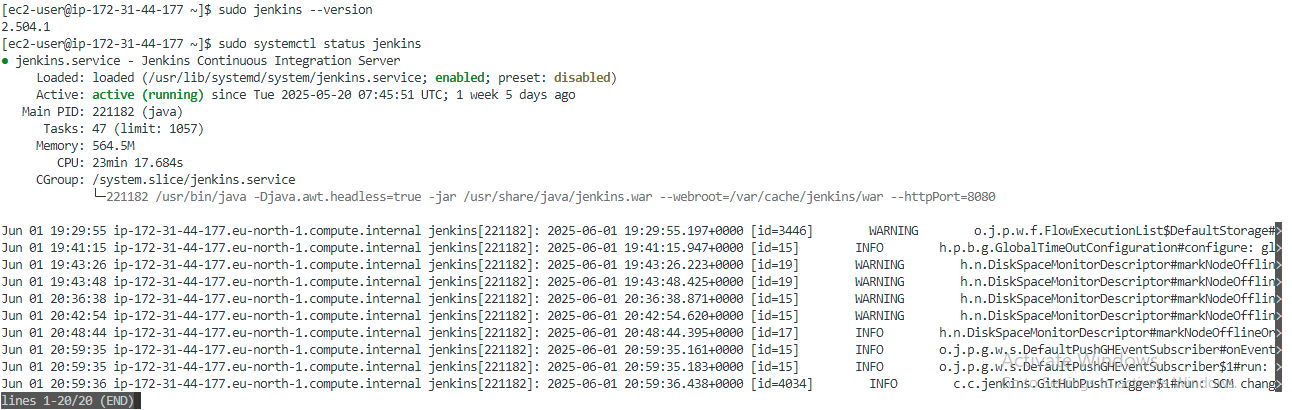 [ec2-user@ip-172-31-44-177 ~]$ sudo jenkins --version
2.504.1
[ec2-user@ip-172-31-44-177 ~]$ sudo systemctl status jenkins
● jenkins.service - Jenkins Continuous Integration Server
Loaded: loaded (/usr/lib/systemd/system/jenkins.service; enabled; preset: disabled)
Active: active (running) since Tue 2025-05-20 07:45:51 UTC; 1 week 5 days ago
Main PID: 221182 (java)
Tasks: 47 (limit: 1057)
Memory: 564.5M
CPU: 23min 17.684s
CGroup: /system.slice/jenkins.service
└─221182 /usr/bin/java -Djava.awt.headless=true -jar /usr/share/java/jenkins.war --webroot=/var/cache/jenkins/war --httpPort=8080
Jun 01 19:29:55 ip-172-31-44-177.eu-north-1.compute.internal jenkins[221182]: 2025-06-01 19:29:55.197+0000 [id=3446] WARNING o.j.p.w.f.FlowExecutionList$DefaultStorage#>
Jun 01 19:41:15 ip-172-31-44-177.eu-north-1.compute.internal jenkins[221182]: 2025-06-01 19:41:15.947+0000 [id=15] INFO h.p.b.g.GlobalTimeOutConfiguration#configure: gl>
Jun 01 19:43:26 ip-172-31-44-177.eu-north-1.compute.internal jenkins[221182]: 2025-06-01 19:43:26.223+0000 [id=19] WARNING h.n.DiskSpaceMonitorDescriptor#markNodeOfflin>
Jun 01 19:43:48 ip-172-31-44-177.eu-north-1.compute.internal jenkins[221182]: 2025-06-01 19:43:48.425+0000 [id=19] WARNING h.n.DiskSpaceMonitorDescriptor#markNodeOfflin>
Jun 01 20:36:38 ip-172-31-44-177.eu-north-1.compute.internal jenkins[221182]: 2025-06-01 20:36:38.871+0000 [id=15] WARNING h.n.DiskSpaceMonitorDescriptor#markNodeOfflin>
Jun 01 20:42:54 ip-172-31-44-177.eu-north-1.compute.internal jenkins[221182]: 2025-06-01 20:42:54.620+0000 [id=15] WARNING h.n.DiskSpaceMonitorDescriptor#markNodeOfflin>
Jun 01 20:48:44 ip-172-31-44-177.eu-north-1.compute.internal jenkins[221182]: 2025-06-01 20:48:44.395+0000 [id=17] INFO h.n.DiskSpaceMonitorDescriptor#markNodeOfflineOr>
Jun 01 20:59:35 ip-172-31-44-177.eu-north-1.compute.internal jenkins[221182]: 2025-06-01 20:59:35.161+0000 [id=15] INFO o.j.p.g.w.s.DefaultPushGHEventSubscriber#onEvent>
Jun 01 20:59:35 ip-172-31-44-177.eu-north-1.compute.internal jenkins[221182]: 2025-06-01 20:59:35.183+0000 [id=15] INFO o.j.p.g.w.s.DefaultPushGHEventSubscriber$1#run: >
Jun 01 20:59:36 ip-172-31-44-177.eu-north-1.compute.internal jenkins[221182]: 2025-06-01 20:59:36.438+0000 [id=4034] INFO c.c.jenkins.GitHubPushTrigger$1#run: SCM chang>
Activate Windows
Go to Settings to activate Windows.
lines 1-20/20 (END)